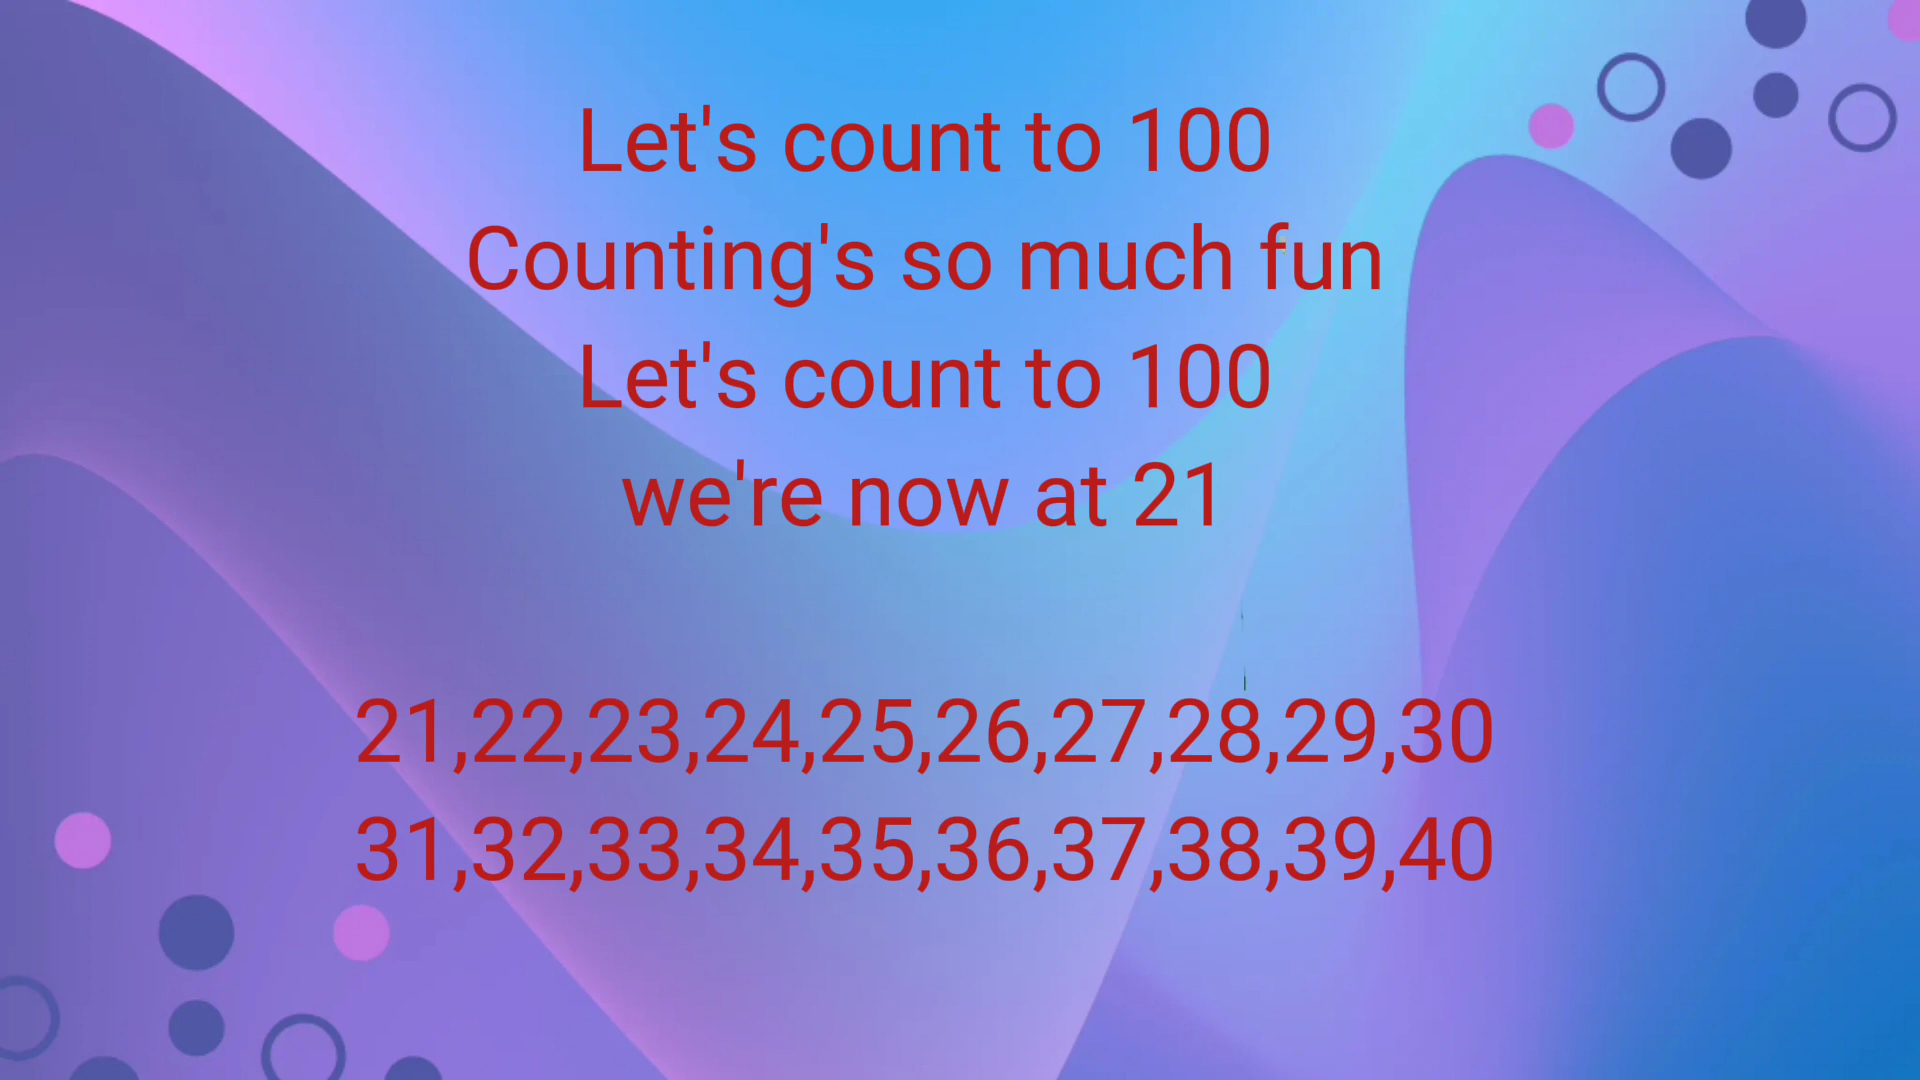 Let's count to 100
Counting's so much fun
Let's count to 100
we're now at 21
21,22,23,24,25,26,27,28,29,30
31,32,33,34,35,36,37,38,39,40